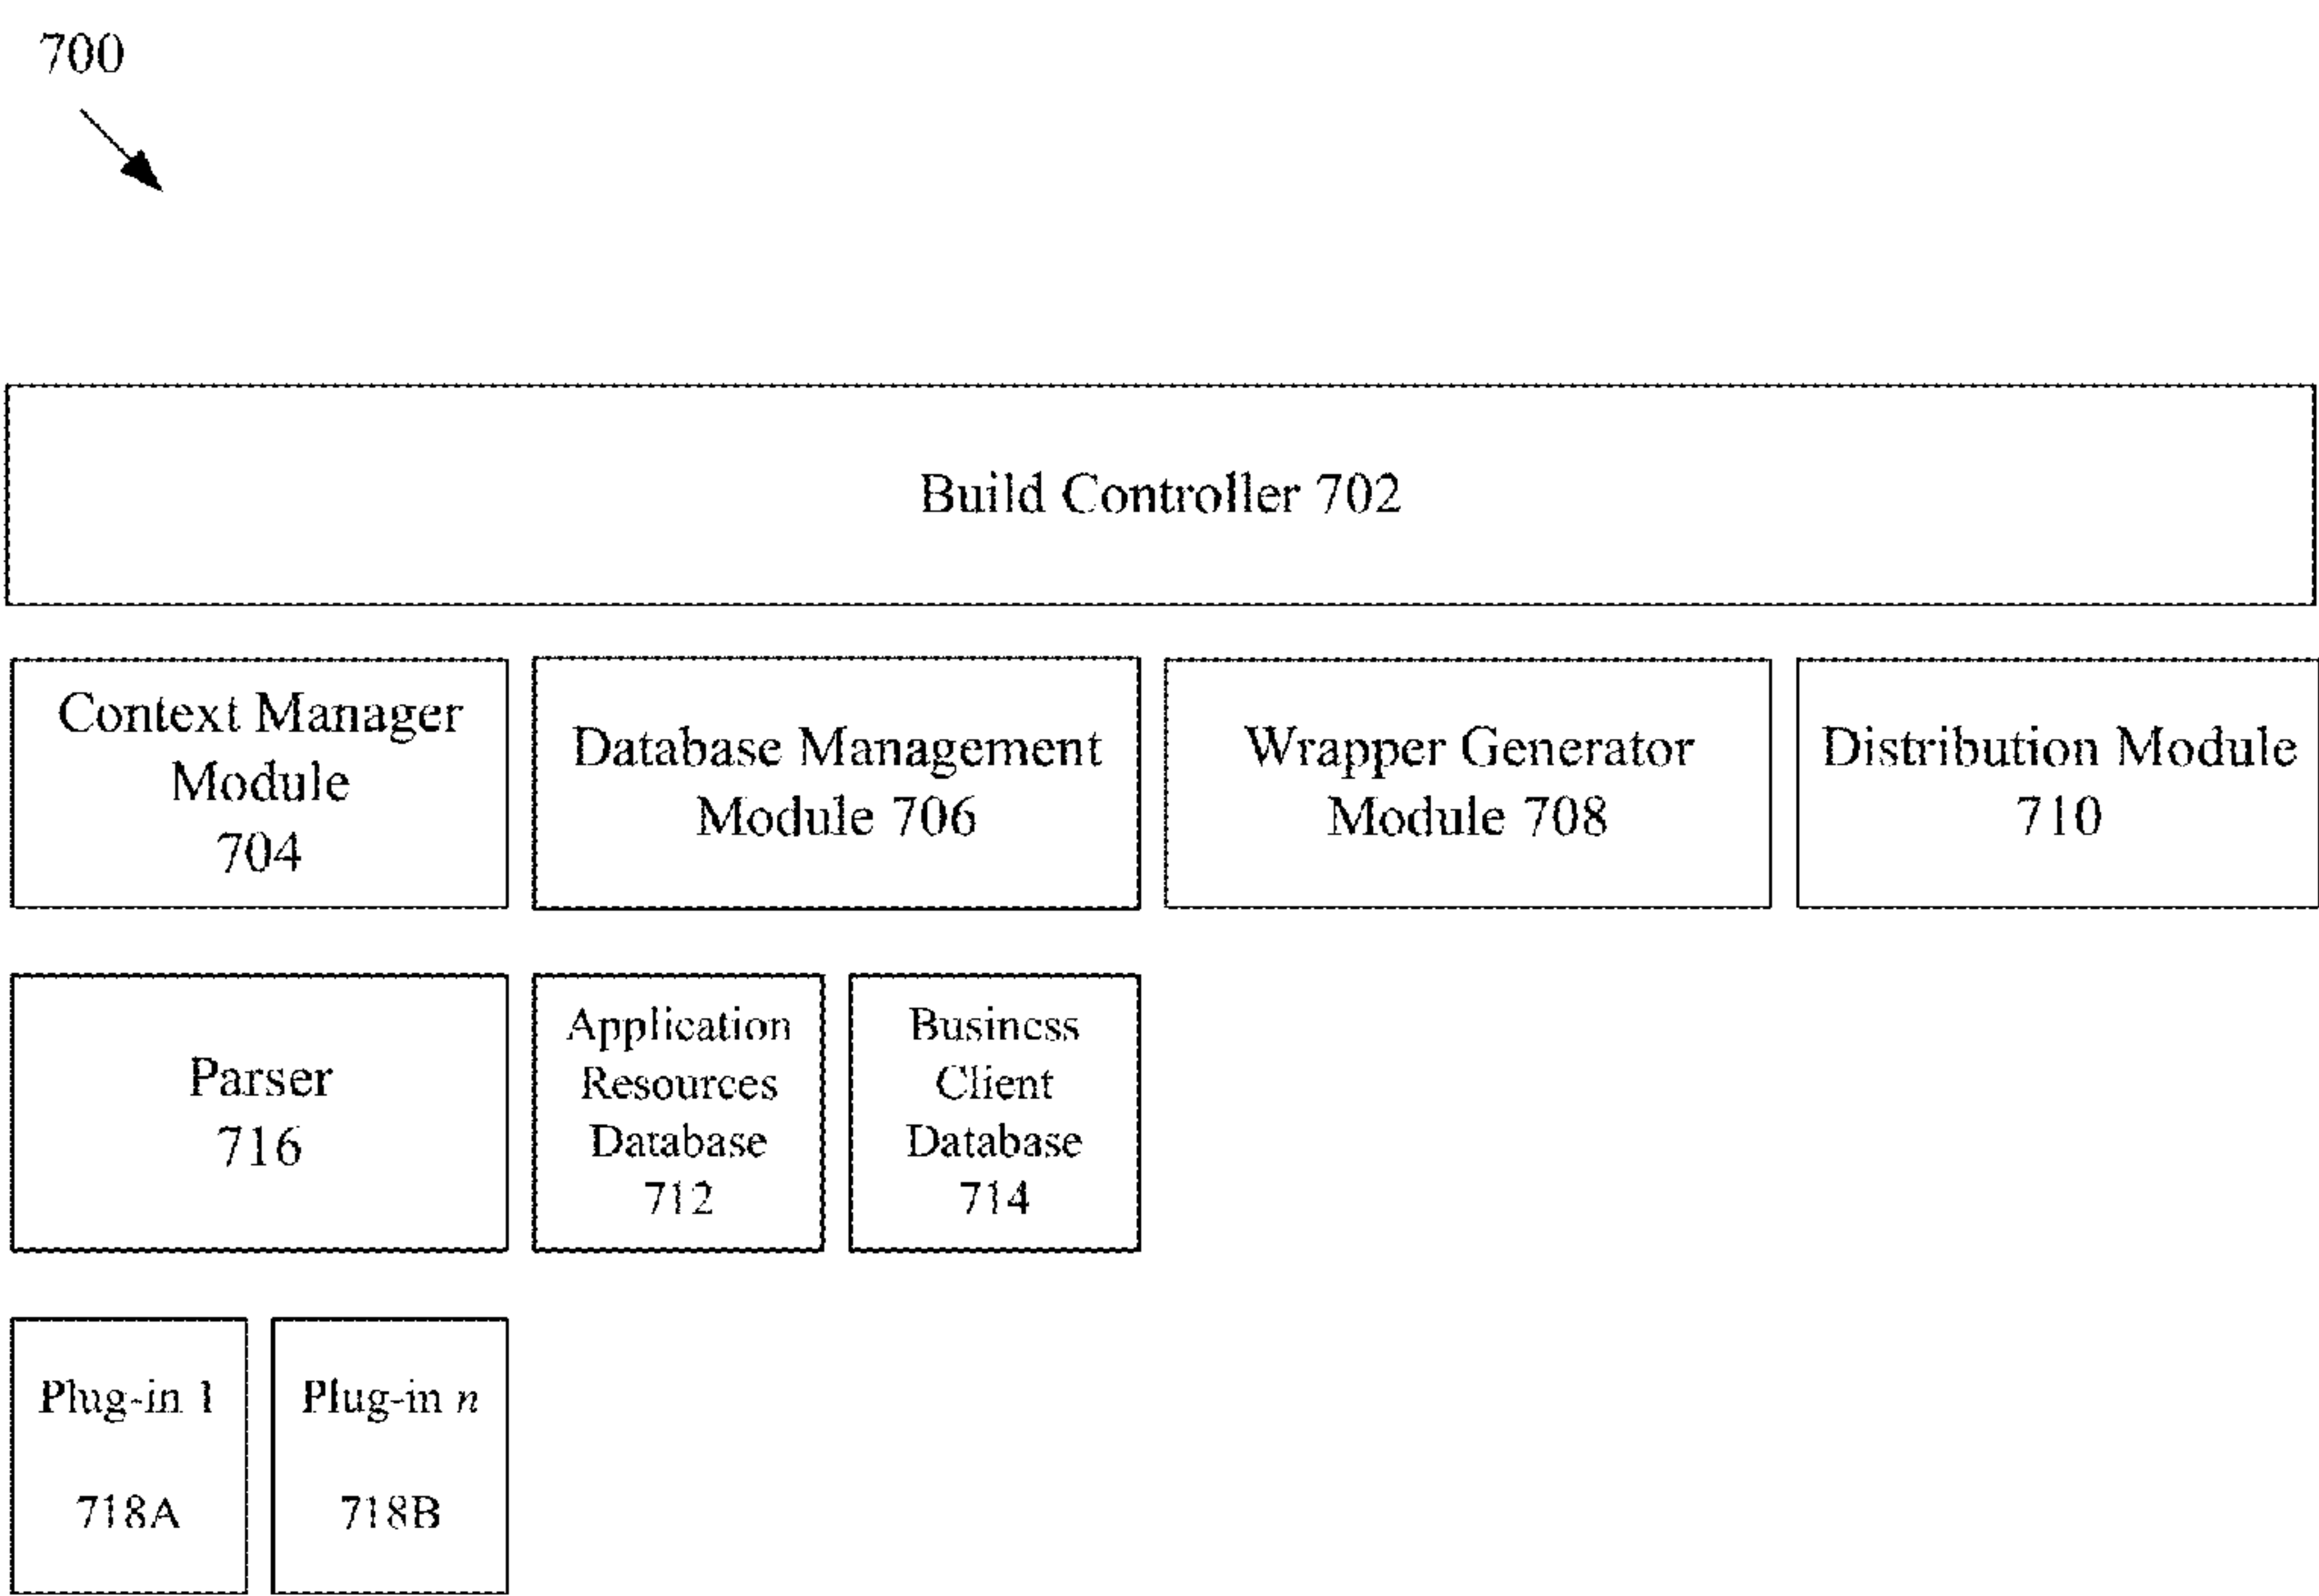 700
Build Controller 702
Context Manager
Module
704
Database Management
Module 706
Wrapper Generator
Module 708
Distribution Module
710
Parser
716
Application
Resources
Database
712
Business
Client
Database
714
Plug-in 1
718A
Plug-in n
718B